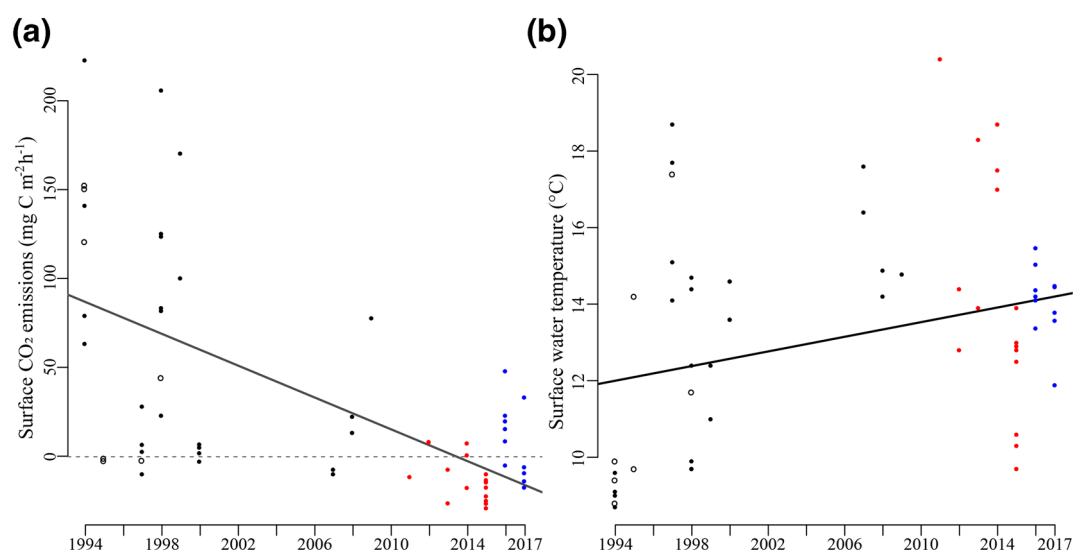 (a)
Surface CO₂ emissions (mg C m⁻²h⁻¹)
200
150
100
50
0
1994 1998 2002 2006 2010 2014 2017
(b)
Surface water temperature (°C)
20
18
16
14
12
10
1994 1998 2002 2006 2010 2014 2017